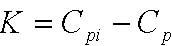 K = C_{pi} - C_p